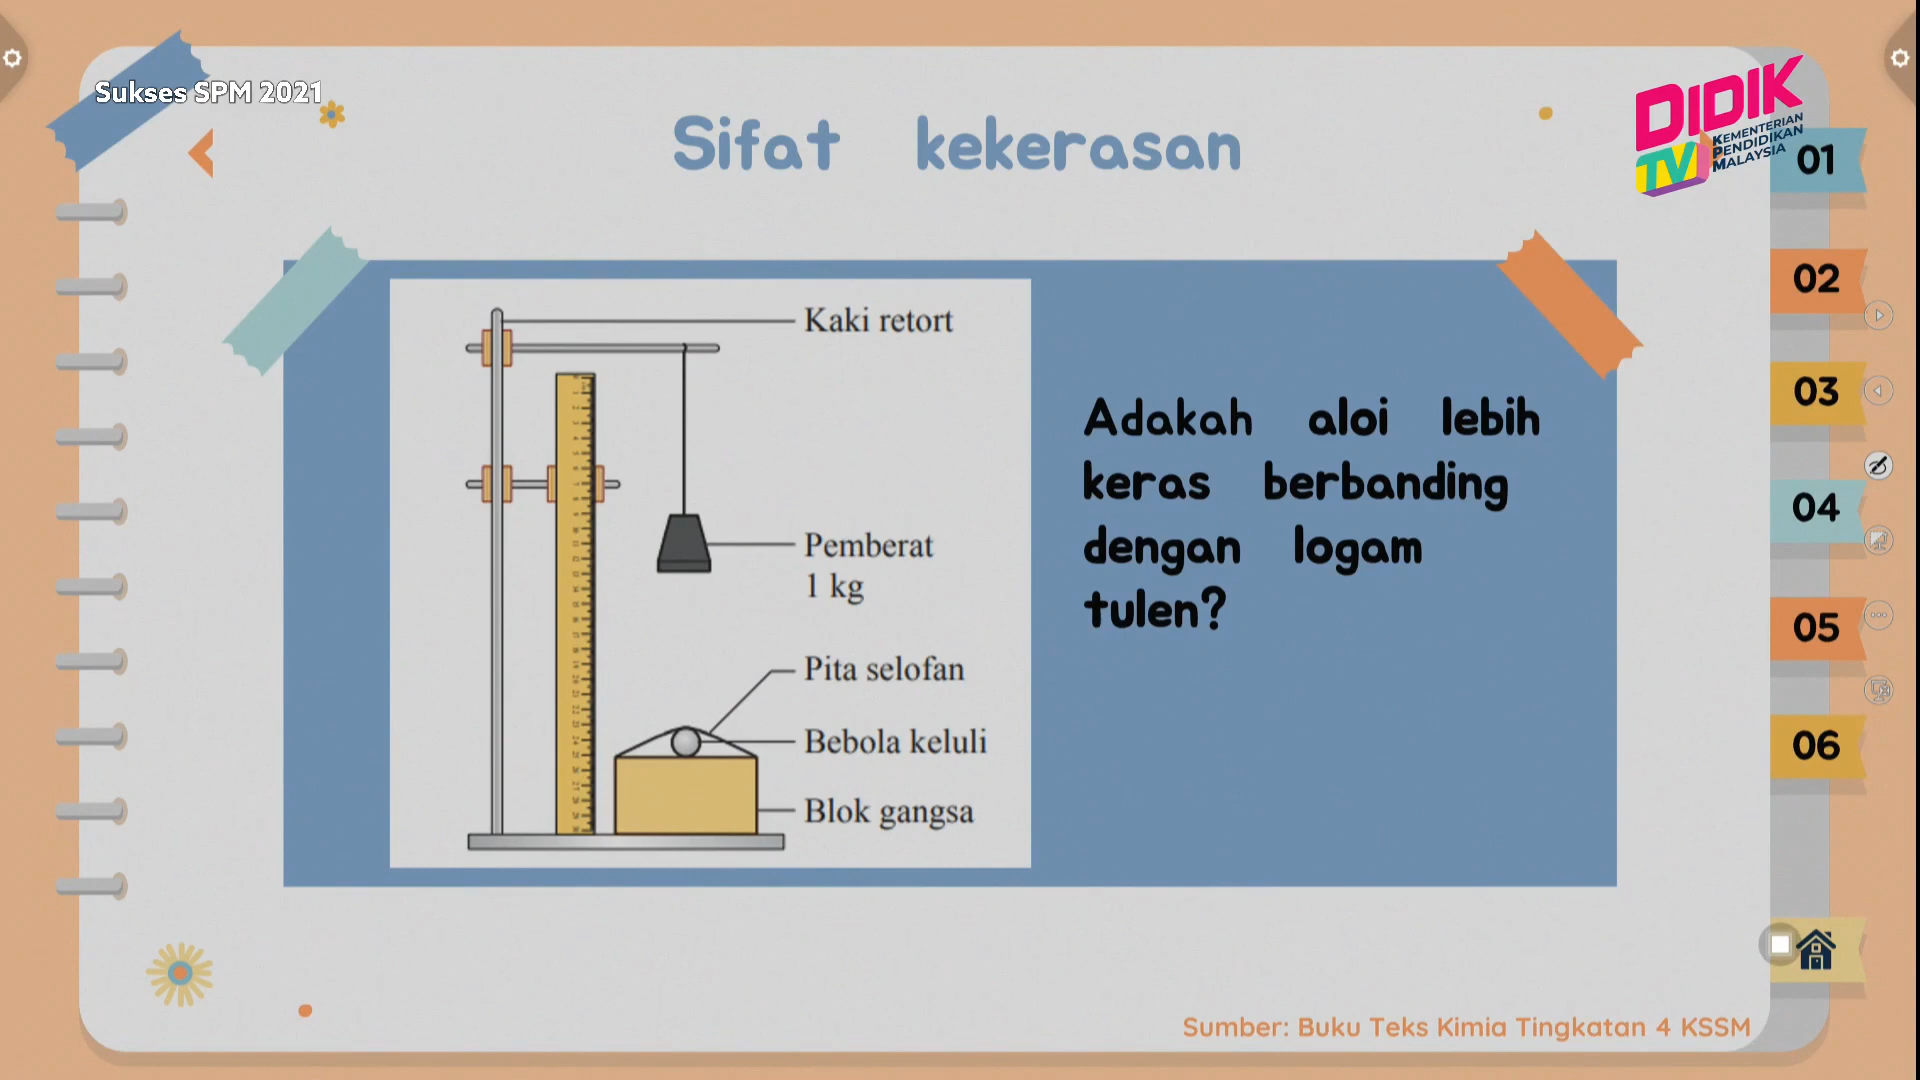 Sukses SPM 2021
Sifat kekerasan
DIDIK
TV
KEMENTERIAN
PENDIDIKAN
MALAYSIA
01
02
03
04
05
06
Kaki retort
Pemberat
1 kg
Pita selofan
Bebola keluli
Blok gangsa
Adakah aloi lebih
keras berbanding
dengan logam
tulen?
Sumber: Buku Teks Kimia Tingkatan 4 KSSM